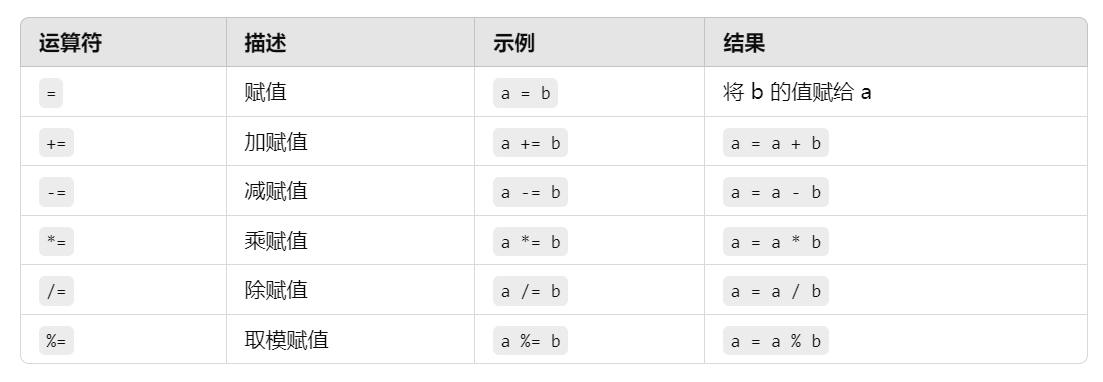 运算符 描述 示例 结果
= 赋值 a = b 将 b 的值赋给 a
+= 加赋值 a += b a = a + b
-= 减赋值 a -= b a = a - b
*= 乘赋值 a *= b a = a * b
/= 除赋值 a /= b a = a / b
%= 取模赋值 a %= b a = a % b